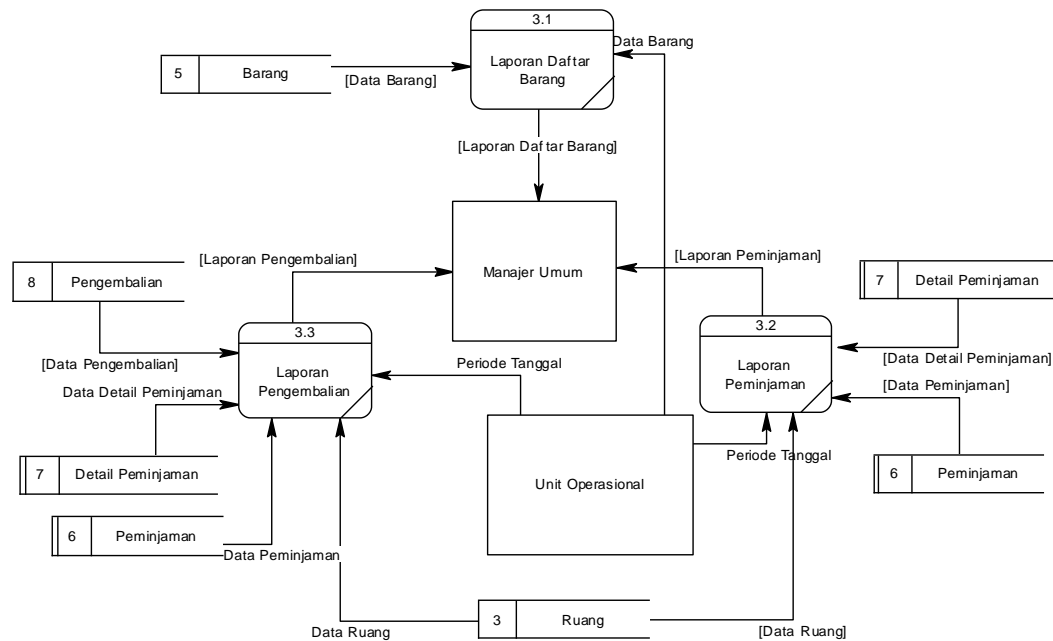 3.1
Data Barang
Laporan Daftar
Barang
5
Barang
[Data Barang]
[Laporan Daftar Barang]
[Laporan Pengembalian]
Manajer Umum
[Laporan Peminjaman]
8
Pengembalian
7
Detail Peminjaman
3.3
3.2
[Data Pengembalian]
Laporan
Pengembalian
Periode Tanggal
Laporan
Peminjaman
[Data Detail Peminjaman]
Data Detail Peminjaman
[Data Peminjaman]
7
Detail Peminjaman
Unit Operasional
Periode Tanggal
6
Peminjaman
6
Peminjaman
Data Peminjaman
3
Ruang
Data Ruang
[Data Ruang]